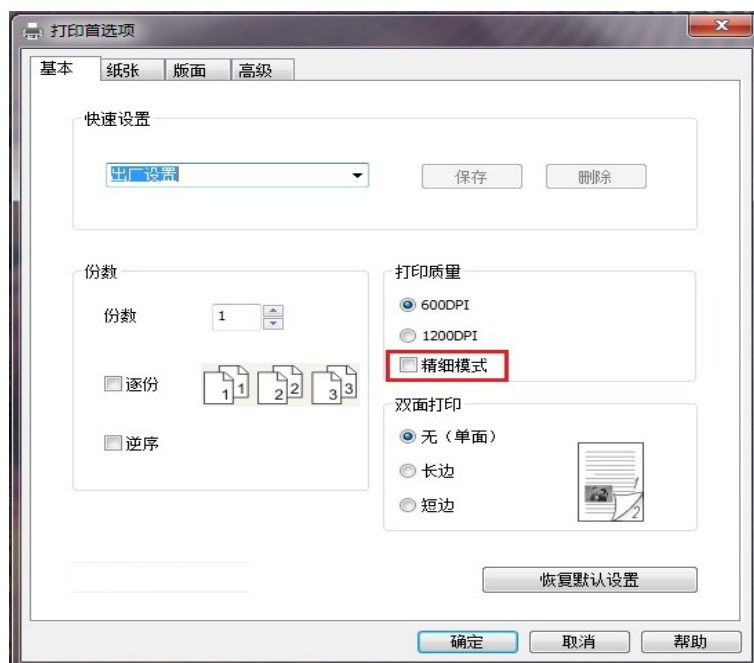 打印首选项
基本 纸张 版面 高级
快速设置
出厂设置 保存 删除
份数
份数 1
逐份 1 1 2 2 3 3
逆序
打印质量
600DPI
1200DPI
精细模式
双面打印
无（单面）
长边
短边
1
2
恢复默认设置
确定 取消 帮助